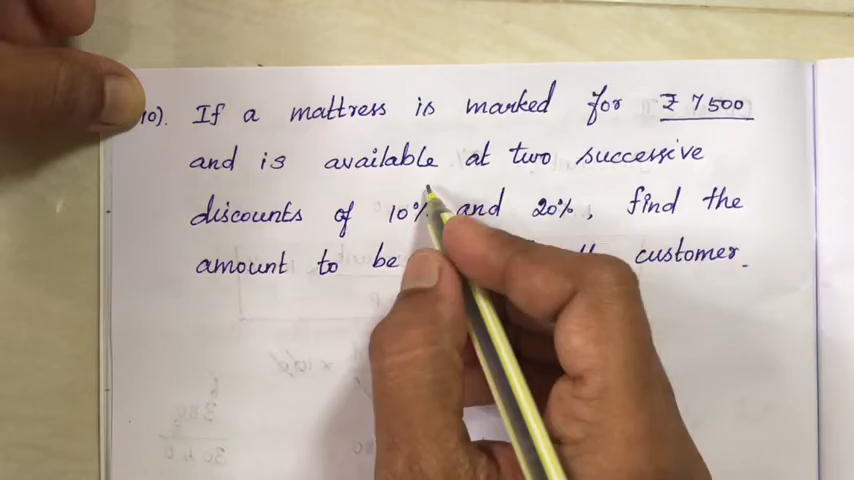 10). If a mattress is marked for ₹ 7500
and is available at two successive
discounts of 10% and 20%, find the
amount to be customer.